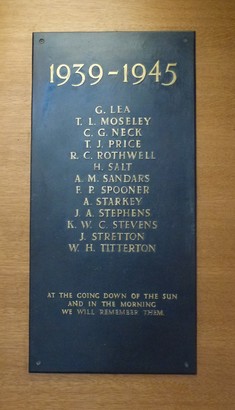 1939-1945
G. LEA
T. L. MOSELEY
C. G. NECK
T. J. PRICE
R. C. ROTHWELL
H. SALT
A. M. SANDARS
F. P. SPOONER
A. STARKEY
J. A. STEPHENS
K. W. C. STEVENS
J. STRETTON
W. H. TITTERTON
AT THE GOING DOWN OF THE SUN
AND IN THE MORNING
WE WILL REMEMBER THEM